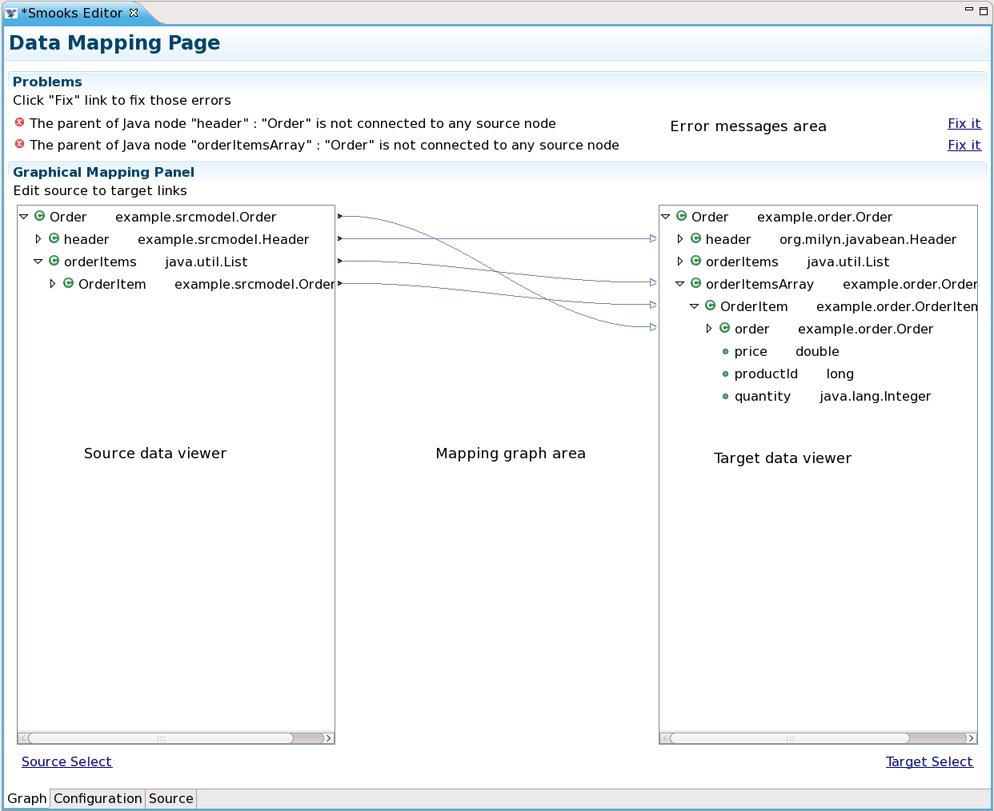 *Smooks Editor
Data Mapping Page
Problems
Click "Fix" link to fix those errors
The parent of Java node "header" : "Order" is not connected to any source node
Error messages area
Fix it
The parent of Java node "orderItemsArray" : "Order" is not connected to any source node
Fix it
Graphical Mapping Panel
Edit source to target links
Order example.srcmodel.Order
header example.srcmodel.Header
orderItems java.util.List
OrderItem example.srcmodel.Order
Source data viewer
Mapping graph area
Order example.order.Order
header org.milyn.javabean.Header
orderItems java.util.List
orderItemsArray example.order.Order
OrderItem example.order.OrderItem
order example.order.Order
price double
productId long
quantity java.lang.Integer
Target data viewer
Source Select
Target Select
Graph Configuration Source